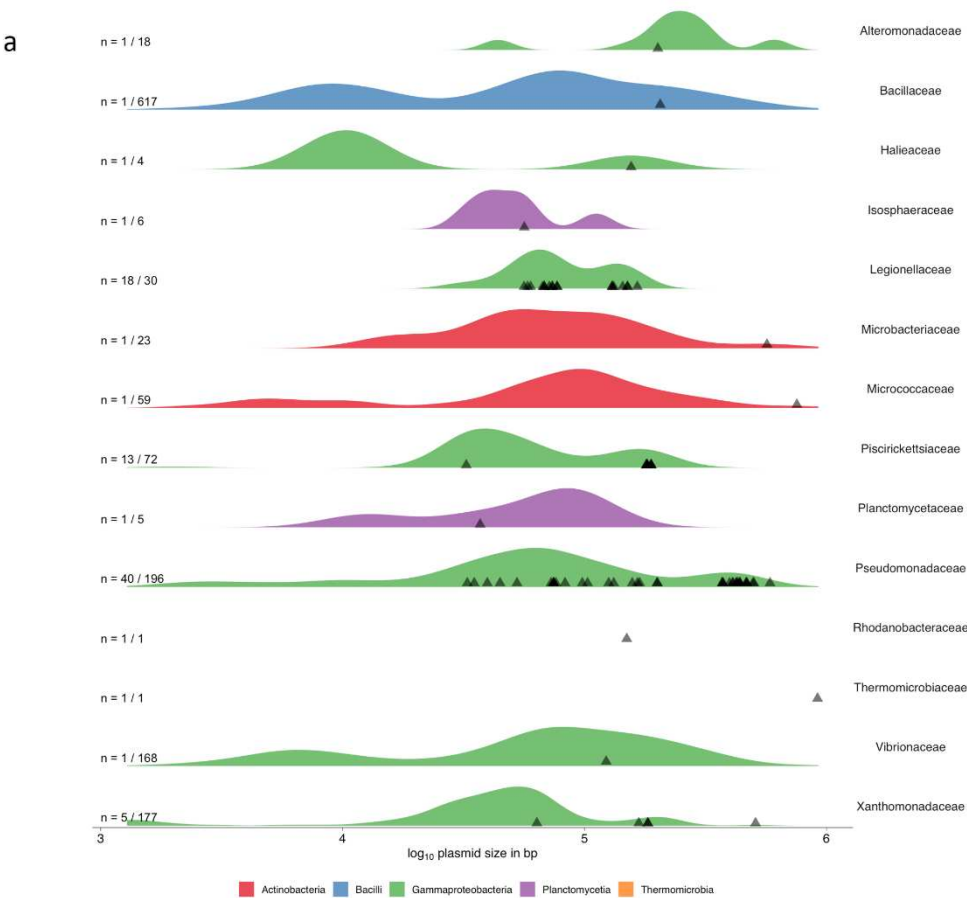 a
n = 1 / 18 Alteromonadaceae
n = 1 / 617 Bacillaceae
n = 1 / 4 Halieaceae
n = 1 / 6 Isosphaeraceae
n = 18 / 30 Legionellaceae
n = 1 / 23 Microbacteriaceae
n = 1 / 59 Micrococcaceae
n = 13 / 72 Piscirickettsiaceae
n = 1 / 5 Planctomycetaceae
n = 40 / 196 Pseudomonadaceae
n = 1 / 1 Rhodanobacteraceae
n = 1 / 1 Thermomicrobiaceae
n = 1 / 168 Vibrionaceae
n = 5 / 177 Xanthomonadaceae
3 4 5 6
log₁₀ plasmid size in bp
Actinobacteria Bacilli Gammaproteobacteria Planctomycetia Thermomicrobia